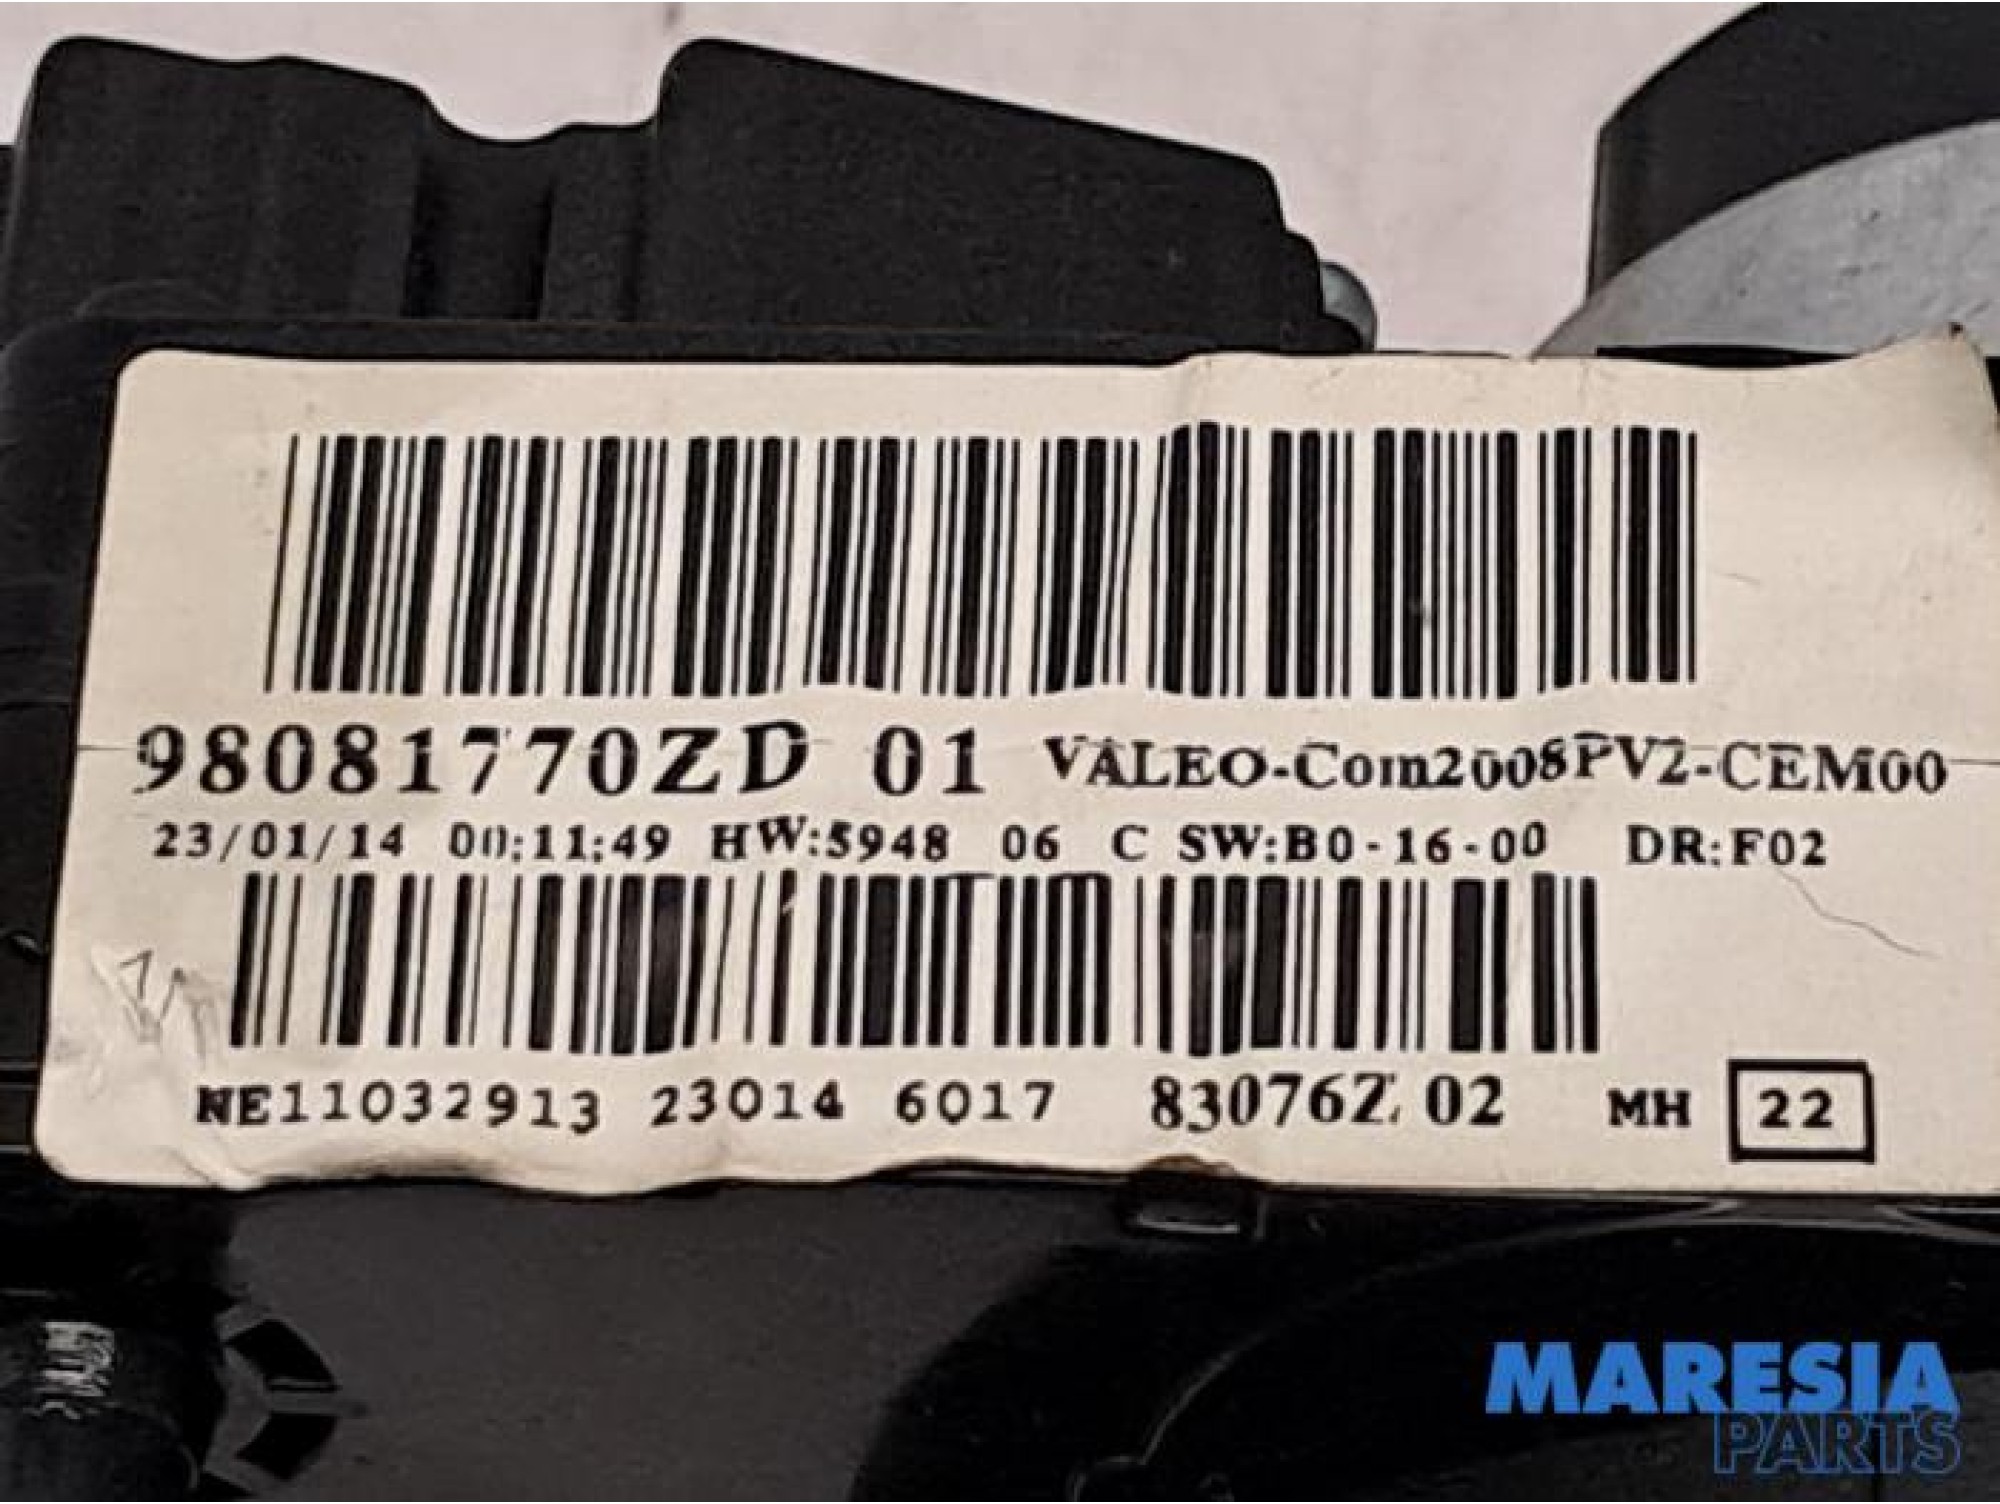 98081770ZD 01 VALEO-Com2008PV2-CEM00
23/01/14 00:11:49 HW:5948 06 C SW:B0-16-00 DR:F02
NE11032913 23014 6017 83076Z 02 MH 22
MARESIA
PARTS